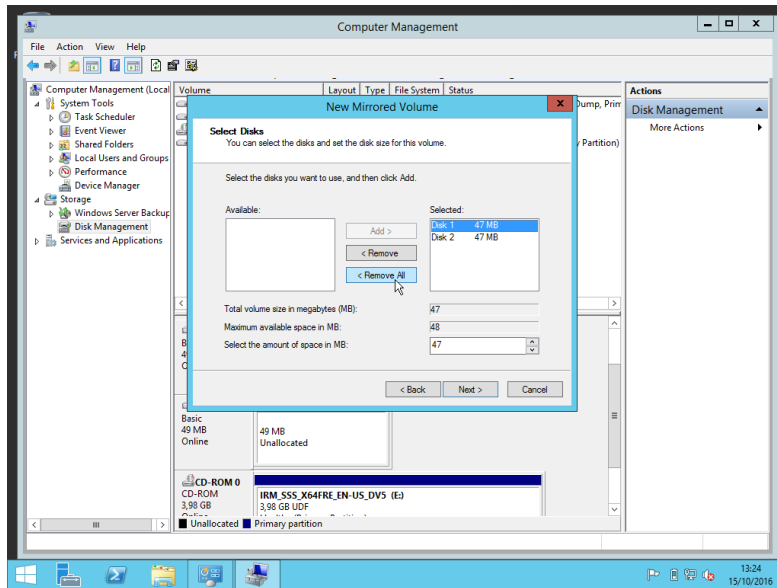 Computer Management
File Action View Help
Computer Management (Local
System Tools
Task Scheduler
Event Viewer
Shared Folders
Local Users and Groups
Performance
Device Manager
Storage
Windows Server Backup
Disk Management
Services and Applications
Volume Layout Type File System Status
Dump, Prim
Partition)
Actions
Disk Management
More Actions
New Mirrored Volume
Select Disks
You can select the disks and set the disk size for this volume.
Select the disks you want to use, and then click Add.
Available:
Selected:
Disk 1 47 MB
Disk 2 47 MB
Add >
< Remove
< Remove All
Total volume size in megabytes (MB): 47
Maximum available space in MB: 48
Select the amount of space in MB: 47
< Back Next > Cancel
Basic
49 MB
Online
49 MB
Unallocated
CD-ROM 0
CD-ROM
3,98 GB
IRM_SSS_X64FRE_EN-US_DV5 (E:)
3,98 GB UDF
Unallocated Primary partition
13:24
15/10/2016